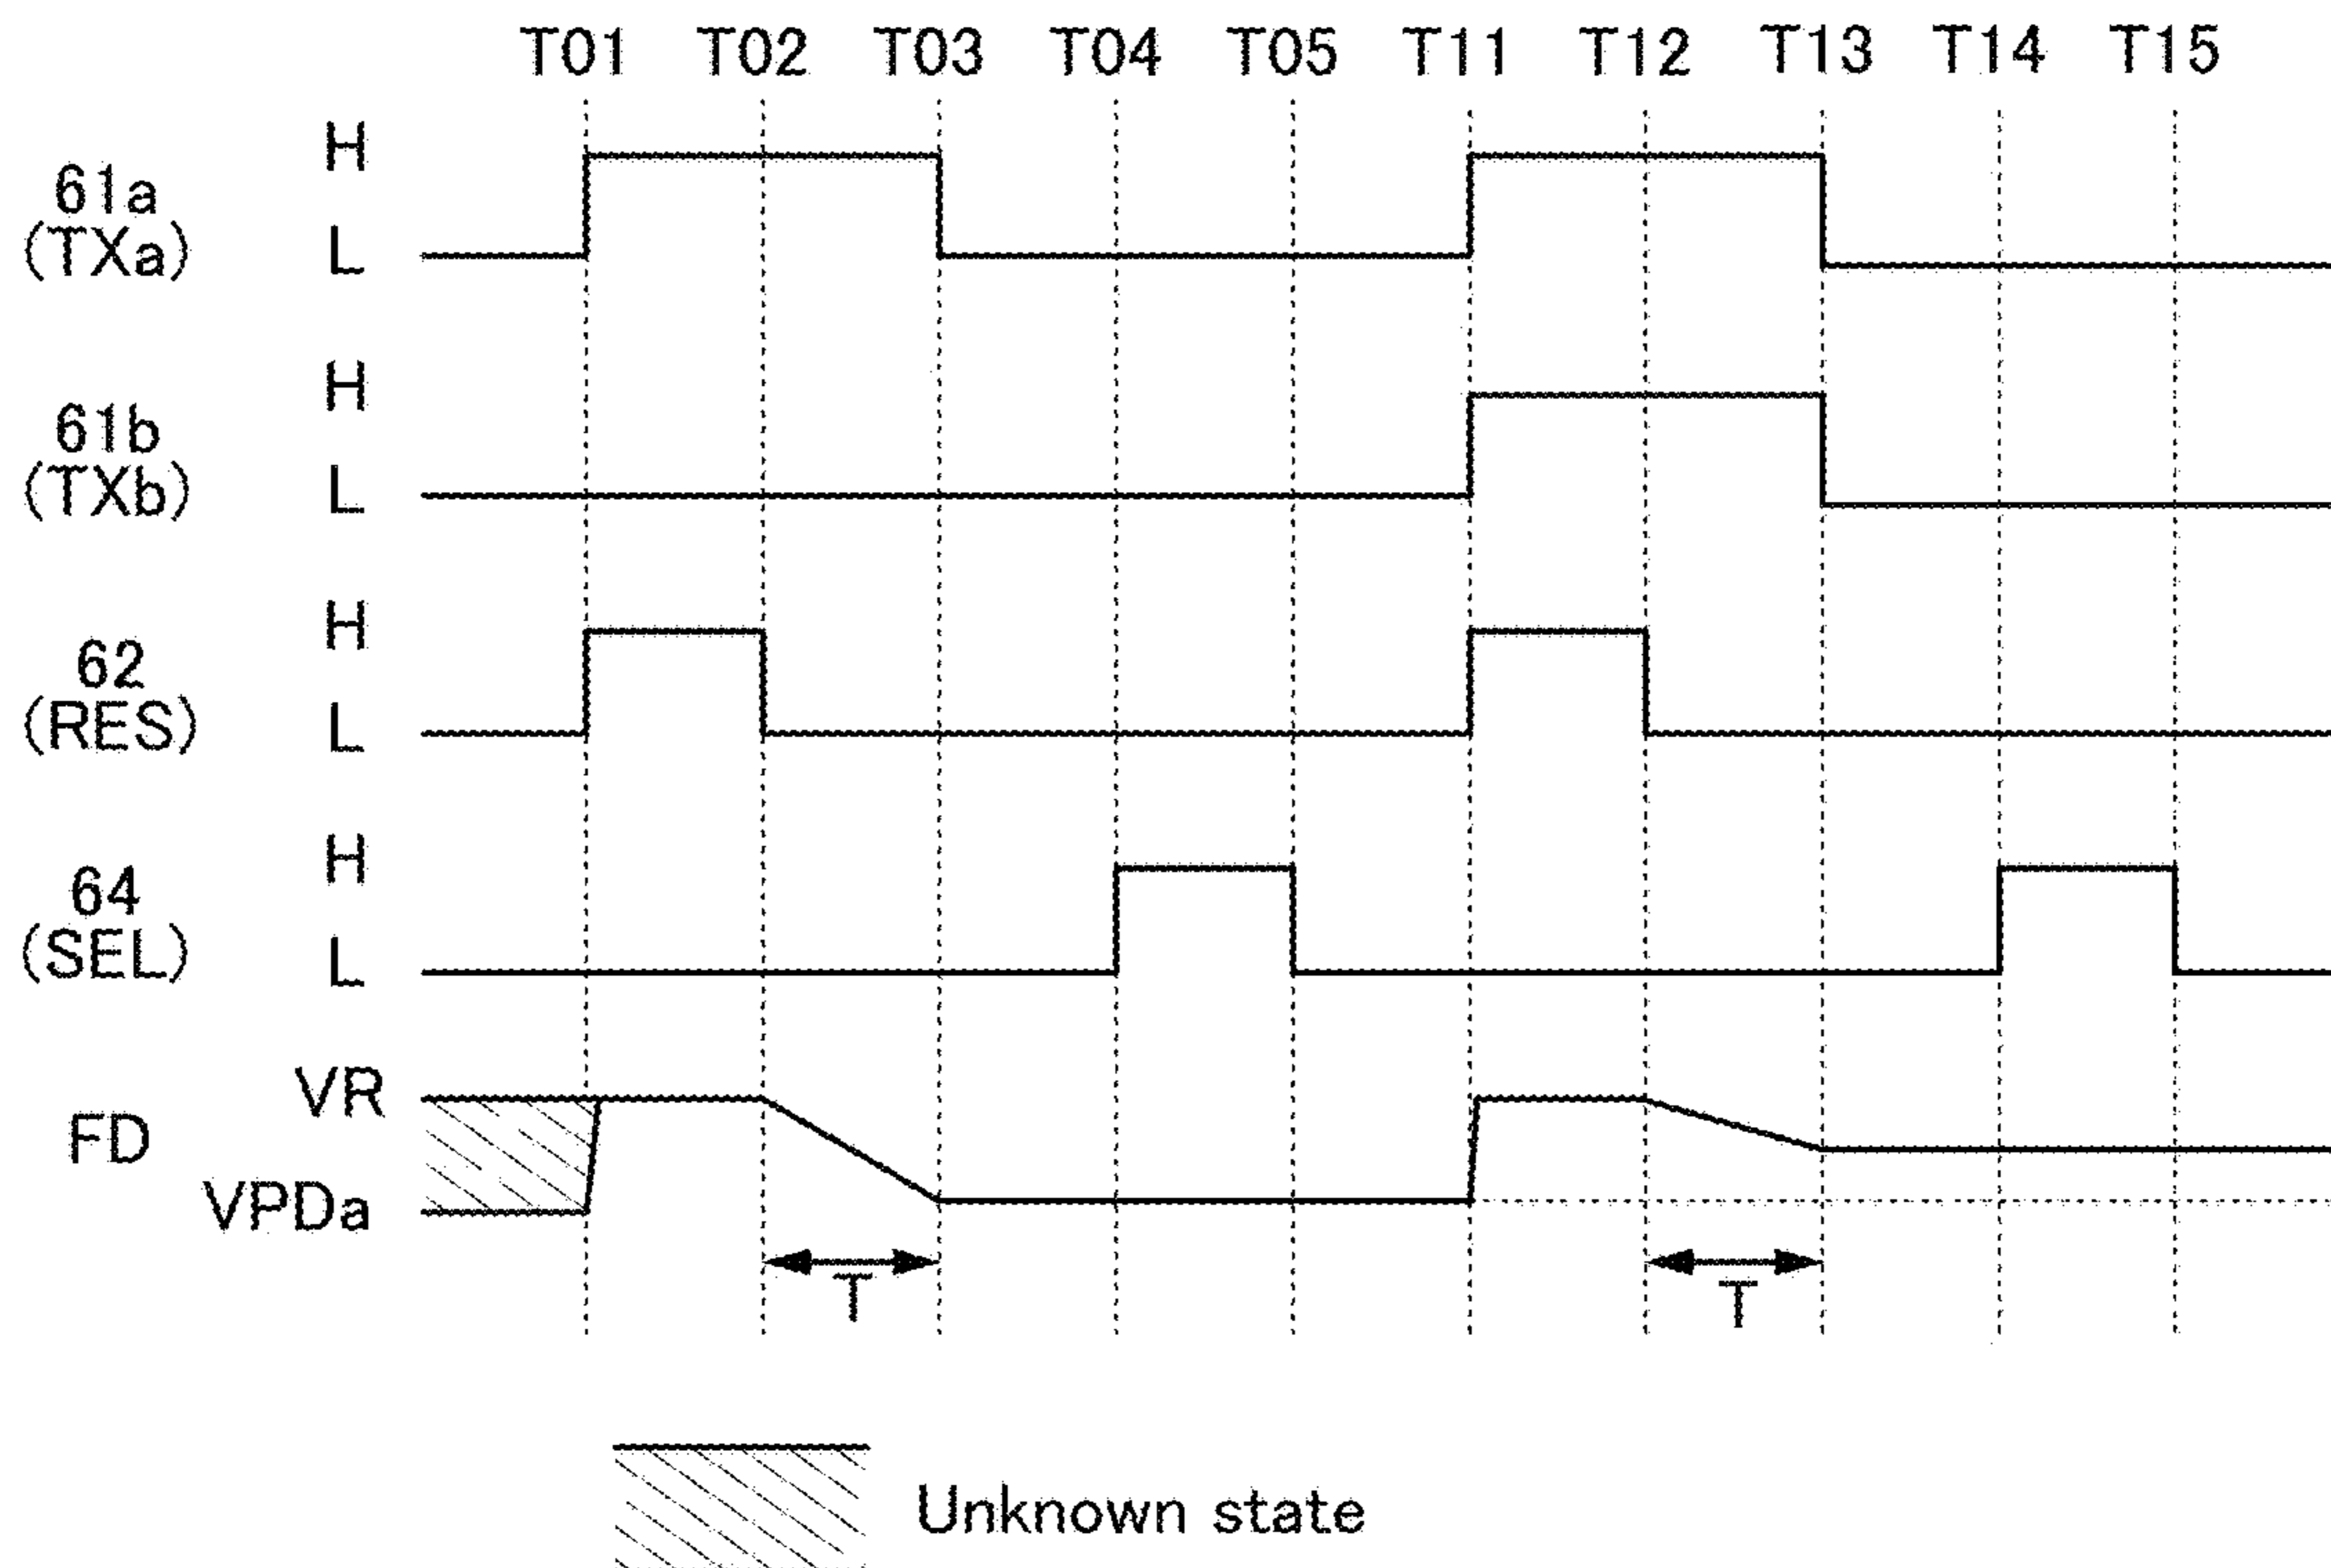 T01 T02 T03 T04 T05 T11 T12 T13 T14 T15
H
61a
(TXa)
L
H
61b
(TXb)
L
H
62
(RES)
L
H
64
(SEL)
L
VR
FD
VPDa
T T
Unknown state